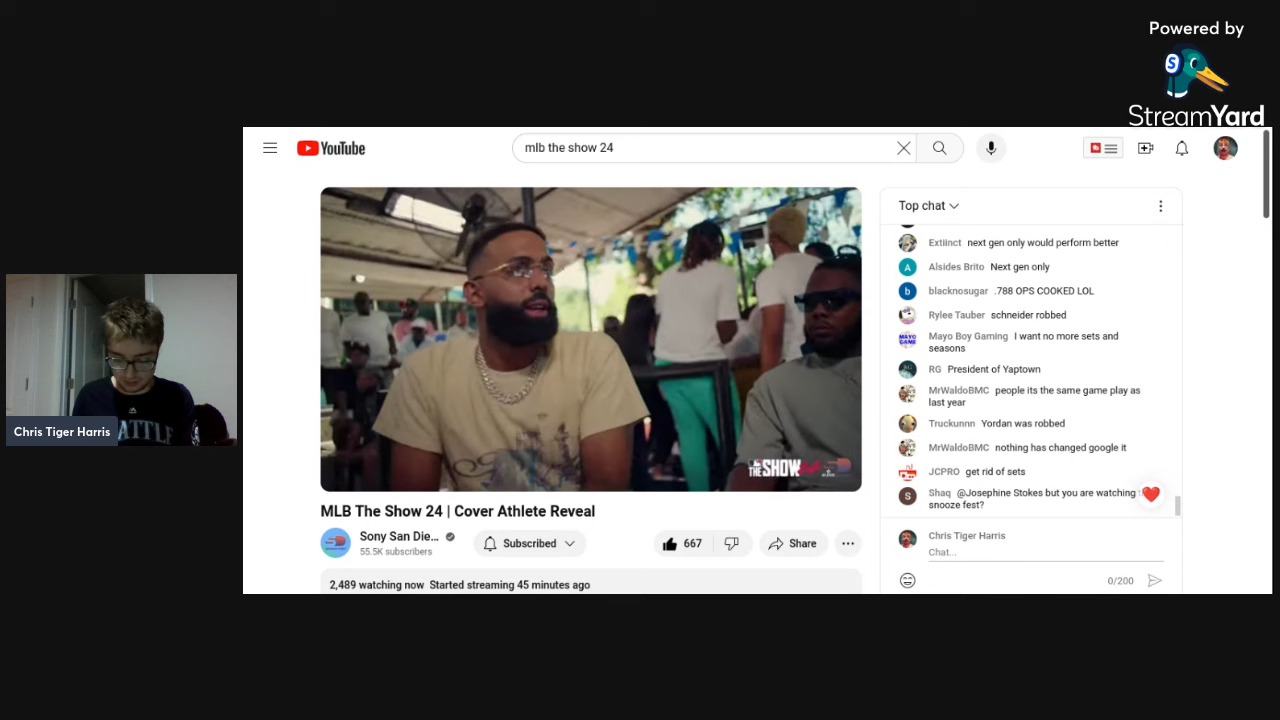 Powered by
StreamYard
YouTube
mlb the show 24
Top chat
Extiinct next gen only would perform better
A Alsides Brito Next gen only
b blacknosugar .788 OPS COOKED LOL
Rylee Tauber schneider robbed
MAYO GAME Mayo Boy Gaming I want no more sets and
seasons
RG President of Yaptown
MrWaldoBMC people its the same game play as
last year
Truckunnn Yordan was robbed
MrWaldoBMC nothing has changed google it
JCPRO get rid of sets
S Shaq @Josephine Stokes but you are watching
snooze fest?
Chris Tiger Harris
Chat...
0/200
THE SHOW
MLB The Show 24 | Cover Athlete Reveal
Sony San Die...
55.5K subscribers
Subscribed
667
Share
2,489 watching now Started streaming 45 minutes ago
Chris Tiger Harris